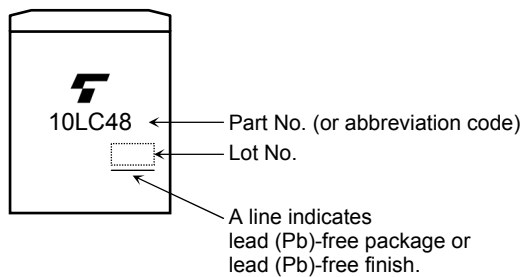 10LC48
Part No. (or abbreviation code)
Lot No.
A line indicates
lead (Pb)-free package or
lead (Pb)-free finish.